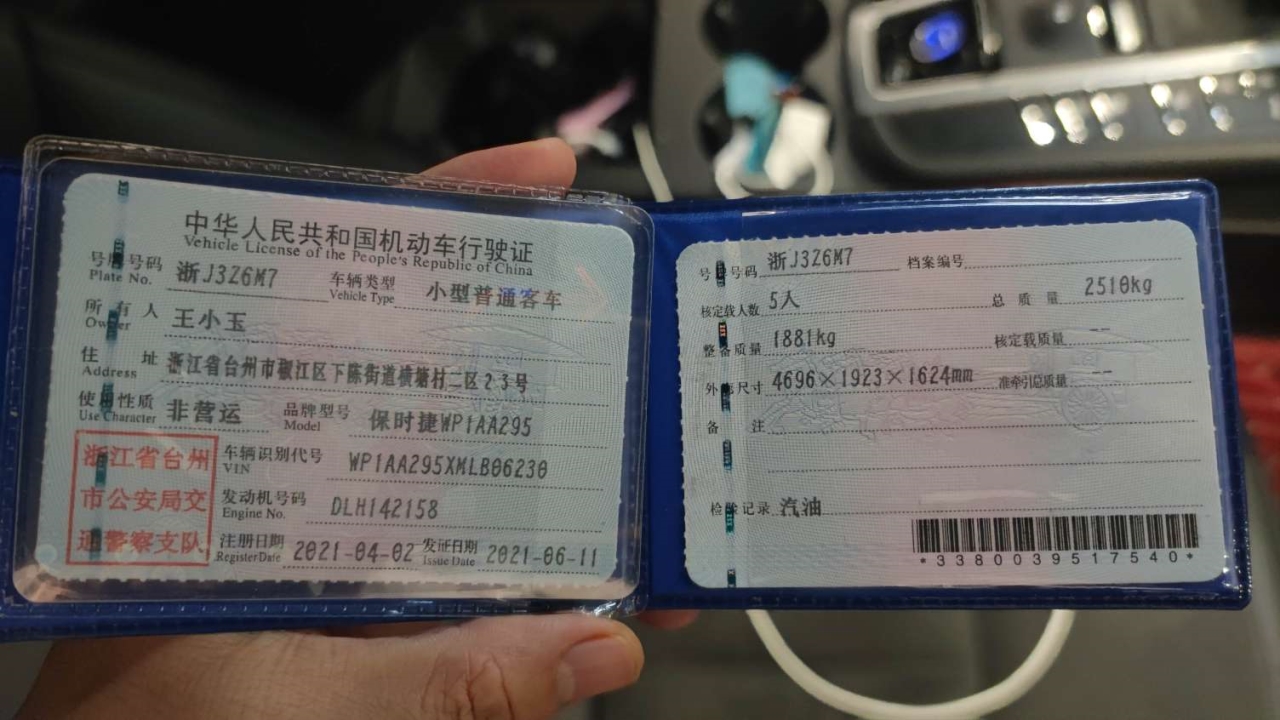 中华人民共和国机动车行驶证
Vehicle License of the People's Republic of China
号牌号码 浙J3Z6M7 车辆类型 小型普通客车
Plate No. Vehicle Type
所有人 王小玉
Owner
住址 浙江省台州市椒江区下陈街道横塘村二区23号
Address
使用性质 非营运 品牌型号 保时捷WP1AA295
Use Character Model
浙江省台州市公安局交通警察支队
车辆识别代号 WP1AA295XMLB06230
VIN
发动机号码 DLH142158
Engine No.
注册日期 2021-04-02 发证日期 2021-06-11
Register Date Issue Date
号牌号码 浙J3Z6M7 档案编号
核定载人数 5人 总质量 2510kg
整备质量 1881kg 核定载质量 --
外廓尺寸 4696×1923×1624mm 准牵引总质量 --
备注
检验记录 汽油
*3380039517540*